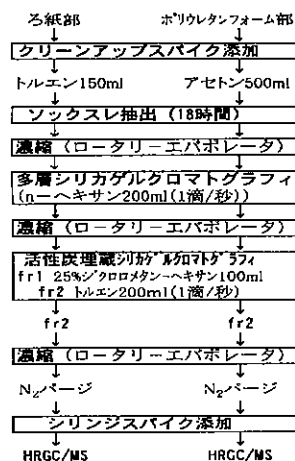 ろ紙部 ポリウレタンフォーム部
クリーンアップスパイク添加
トルエン150ml アセトン500ml
ソックスレ抽出(18時間)
濃縮(ロータリーエバポレータ)
多層シリカゲルグロマトグラフィ
(n-ヘキサン200ml(1滴/秒))
濃縮(ロータリーエバポレータ)
活性炭埋蔵シリカゲルクロマトグラフィ
fr1 25%ジクロロメタン-ヘキサン100ml
fr2 トルエン200ml(1滴/秒)
fr2 fr2
濃縮(ロータリーエバポレータ)
N₂パージ N₂パージ
シリンジスパイク添加
HRGC/MS HRGC/MS